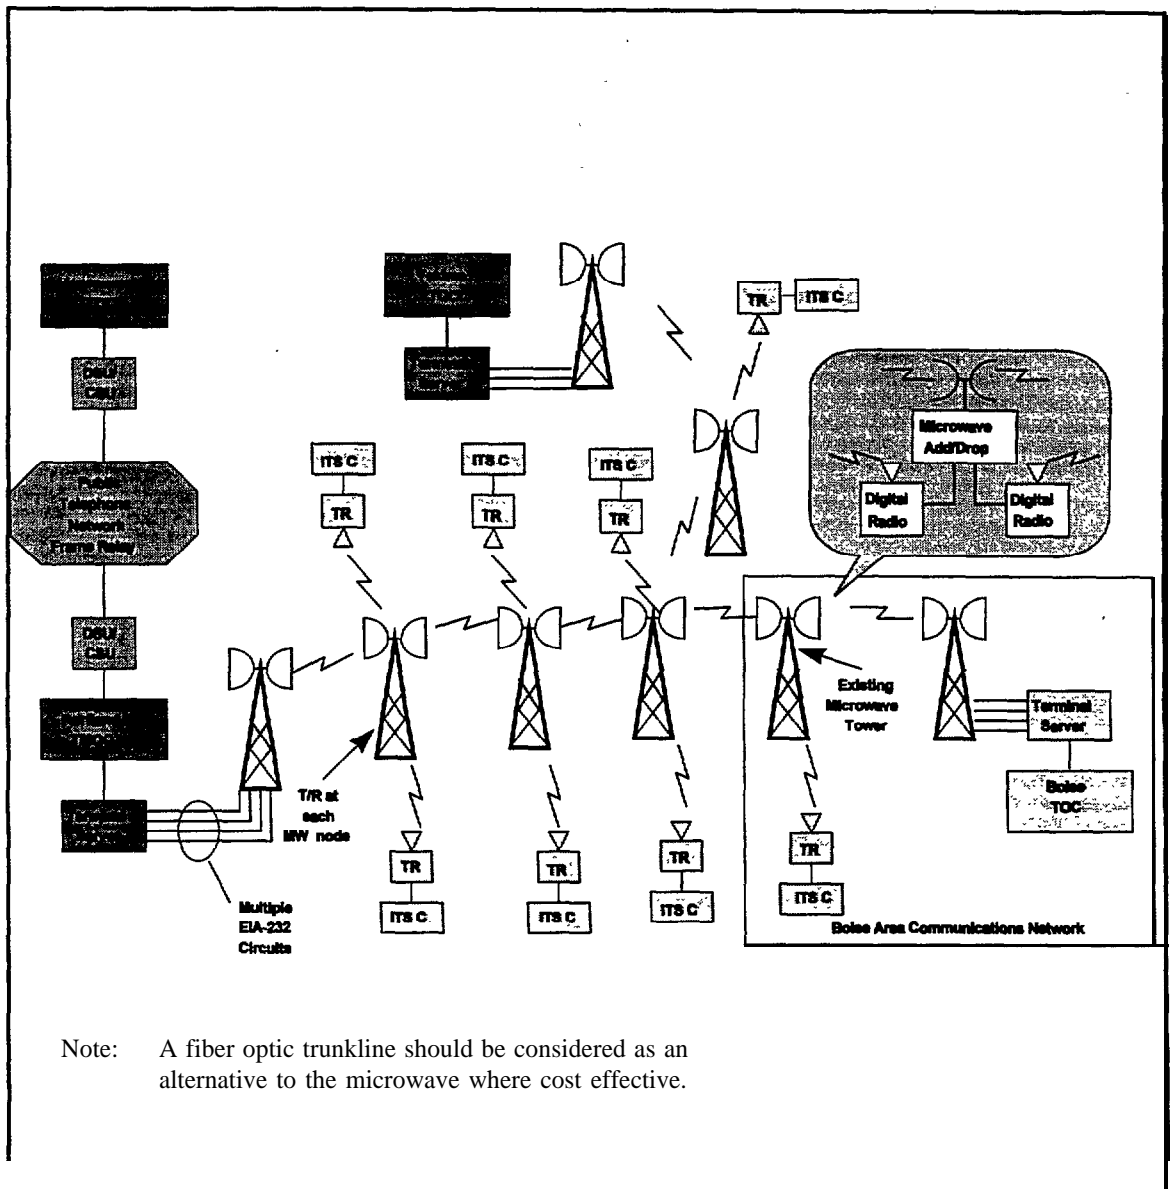 TR
ITS C
DSU/
CSU
Microwave
Add/Drop
ITS C
ITS C
ITS C
Public
Telephone
Network
Frame Relay
TR
TR
TR
Digital
Radio
Digital
Radio
DSU/
CSU
Existing
Microwave
Tower
Terminal
Server
T/R at
each
MW node
Boise
TOC
TR
TR
TR
TR
ITS C
ITS C
ITS C
ITS C
Multiple
EIA-232
Circuits
Boise Area Communications Network
Note: A fiber optic trunkline should be considered as an
alternative to the microwave where cost effective.